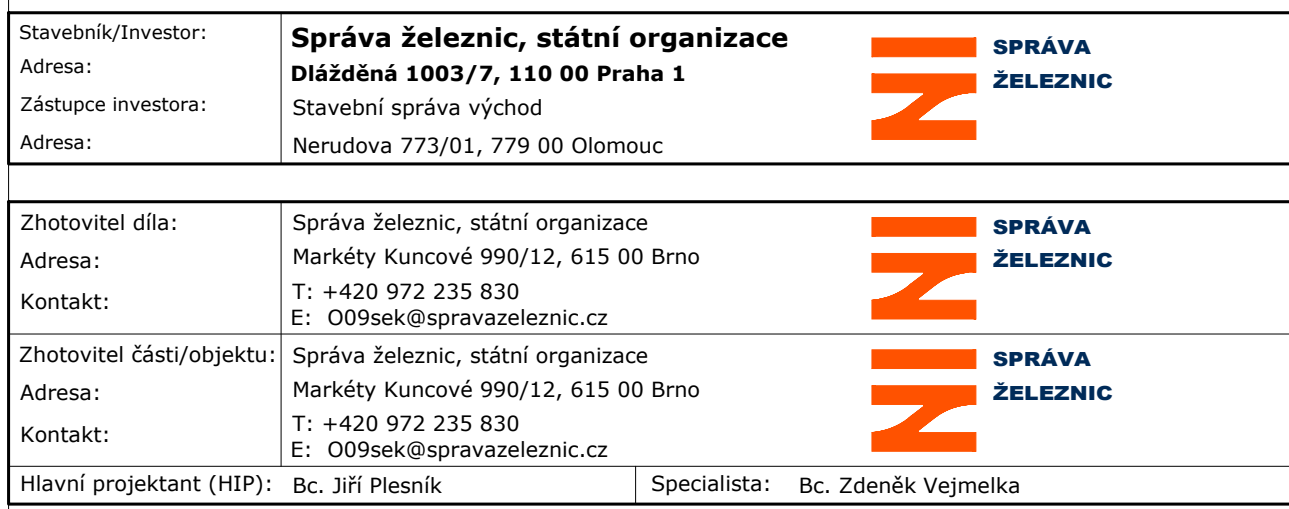 Stavebník/Investor: Správa železnic, státní organizace SPRÁVA
Adresa: Dlážděná 1003/7, 110 00 Praha 1 ŽELEZNIC
Zástupce investora: Stavební správa východ
Adresa: Nerudova 773/01, 779 00 Olomouc
Zhotovitel díla: Správa železnic, státní organizace SPRÁVA
Adresa: Markéty Kuncové 990/12, 615 00 Brno ŽELEZNIC
Kontakt: T: +420 972 235 830
E: O09sek@spravazeleznic.cz
Zhotovitel části/objektu: Správa železnic, státní organizace SPRÁVA
Adresa: Markéty Kuncové 990/12, 615 00 Brno ŽELEZNIC
Kontakt: T: +420 972 235 830
E: O09sek@spravazeleznic.cz
Hlavní projektant (HIP): Bc. Jiří Plesník Specialista: Bc. Zdeněk Vejmelka